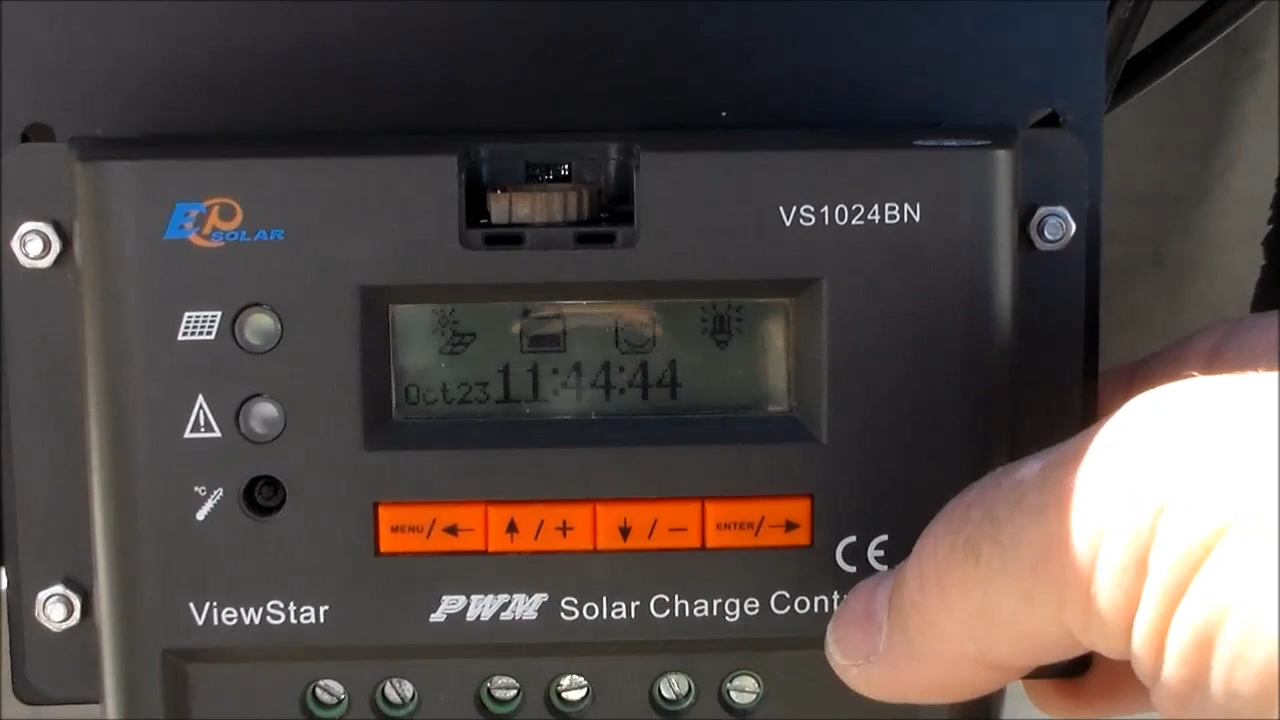 EP SOLAR
VS1024BN
Oct23 11:44:44
°C
MENU/← ↑/+ ↓/− ENTER/→
CE
ViewStar
PWM Solar Charge Cont